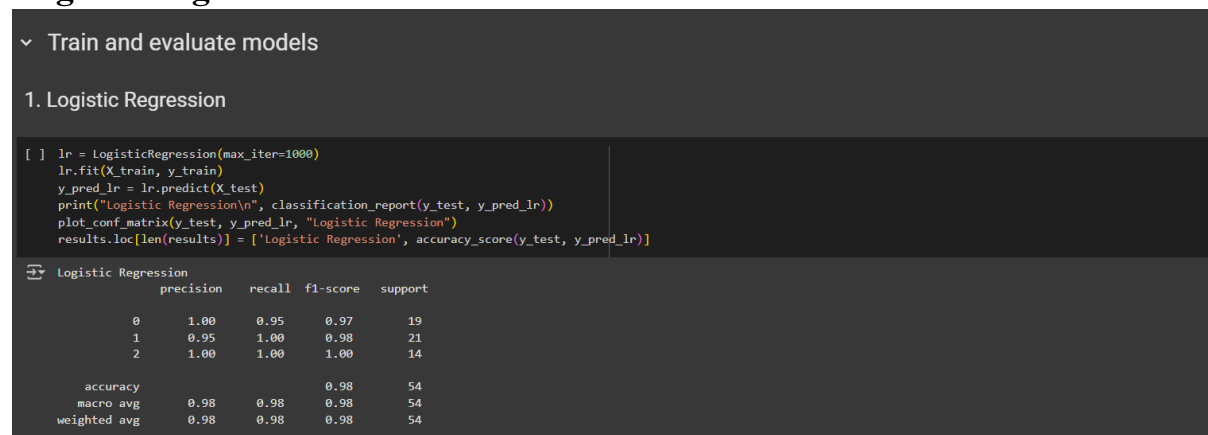 Train and evaluate models
1. Logistic Regression
[ ] lr = LogisticRegression(max_iter=1000)
lr.fit(X_train, y_train)
y_pred_lr = lr.predict(X_test)
print("Logistic Regression\n", classification_report(y_test, y_pred_lr))
plot_conf_matrix(y_test, y_pred_lr, "Logistic Regression")
results.loc[len(results)] = ['Logistic Regression', accuracy_score(y_test, y_pred_lr)]
Logistic Regression
precision recall f1-score support
0 1.00 0.95 0.97 19
1 0.95 1.00 0.98 21
2 1.00 1.00 1.00 14
accuracy 0.98 54
macro avg 0.98 0.98 0.98 54
weighted avg 0.98 0.98 0.98 54